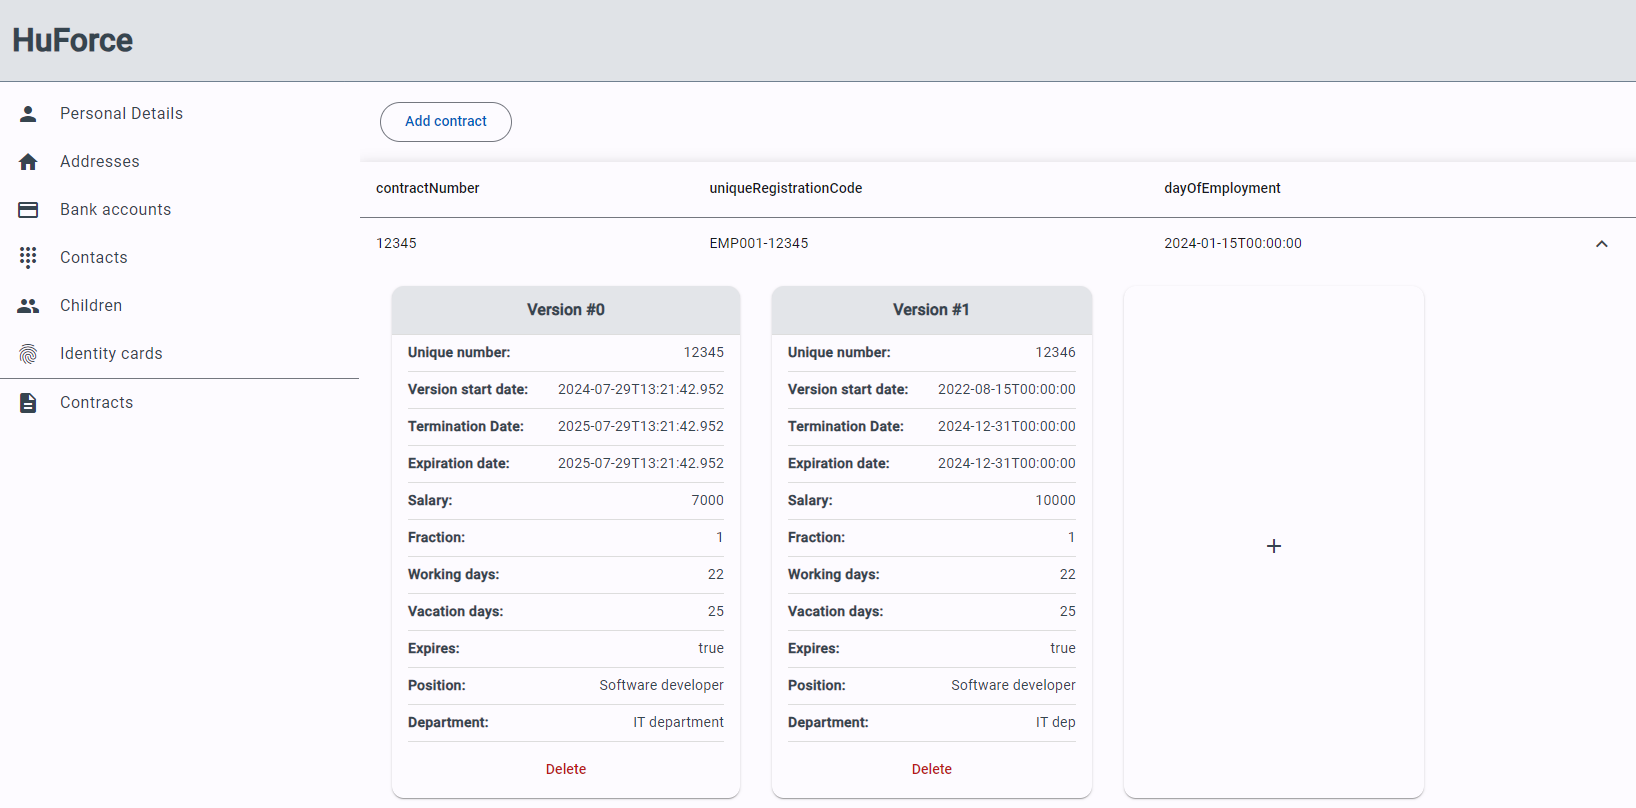 HuForce
Personal Details
Addresses
Bank accounts
Contacts
Children
Identity cards
Contracts
Add contract
contractNumber uniqueRegistrationCode dayOfEmployment
12345 EMP001-12345 2024-01-15T00:00:00
Version #0
Unique number: 12345
Version start date: 2024-07-29T13:21:42.952
Termination Date: 2025-07-29T13:21:42.952
Expiration date: 2025-07-29T13:21:42.952
Salary: 7000
Fraction: 1
Working days: 22
Vacation days: 25
Expires: true
Position: Software developer
Department: IT department
Delete
Version #1
Unique number: 12346
Version start date: 2022-08-15T00:00:00
Termination Date: 2024-12-31T00:00:00
Expiration date: 2024-12-31T00:00:00
Salary: 10000
Fraction: 1
Working days: 22
Vacation days: 25
Expires: true
Position: Software developer
Department: IT dep
Delete